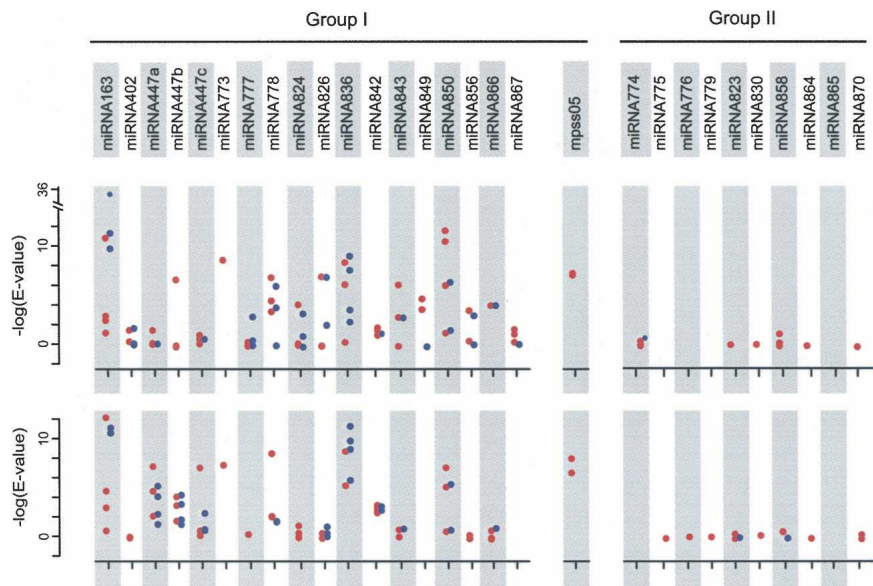 Group I
Group II
miRNA163
miRNA402
miRNA447a
miRNA447b
miRNA447c
miRNA773
miRNA777
miRNA778
miRNA824
miRNA826
miRNA836
miRNA842
miRNA843
miRNA849
miRNA850
miRNA856
miRNA866
miRNA867
mpss05
miRNA774
miRNA775
miRNA776
miRNA779
miRNA823
miRNA830
miRNA858
miRNA864
miRNA865
miRNA870
-log(E-value)
36
10
0
-log(E-value)
10
0